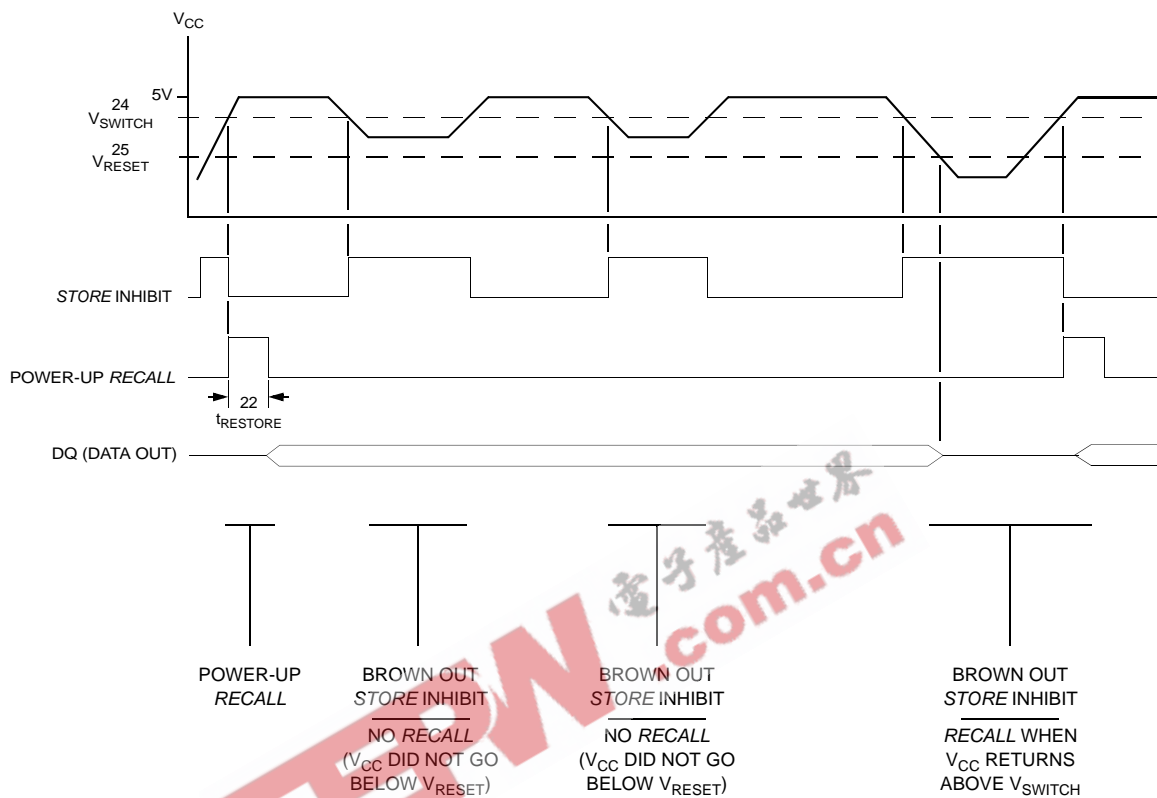 VCC
5V
24
VSWITCH
25
VRESET
STORE INHIBIT
POWER-UP RECALL
22
tRESTORE
DQ (DATA OUT)
電子產品世界
.com.cn
EEPW
POWER-UP
RECALL
BROWN OUT
STORE INHIBIT
NO RECALL
(VCC DID NOT GO
BELOW VRESET)
BROWN OUT
STORE INHIBIT
NO RECALL
(VCC DID NOT GO
BELOW VRESET)
BROWN OUT
STORE INHIBIT
RECALL WHEN
VCC RETURNS
ABOVE VSWITCH